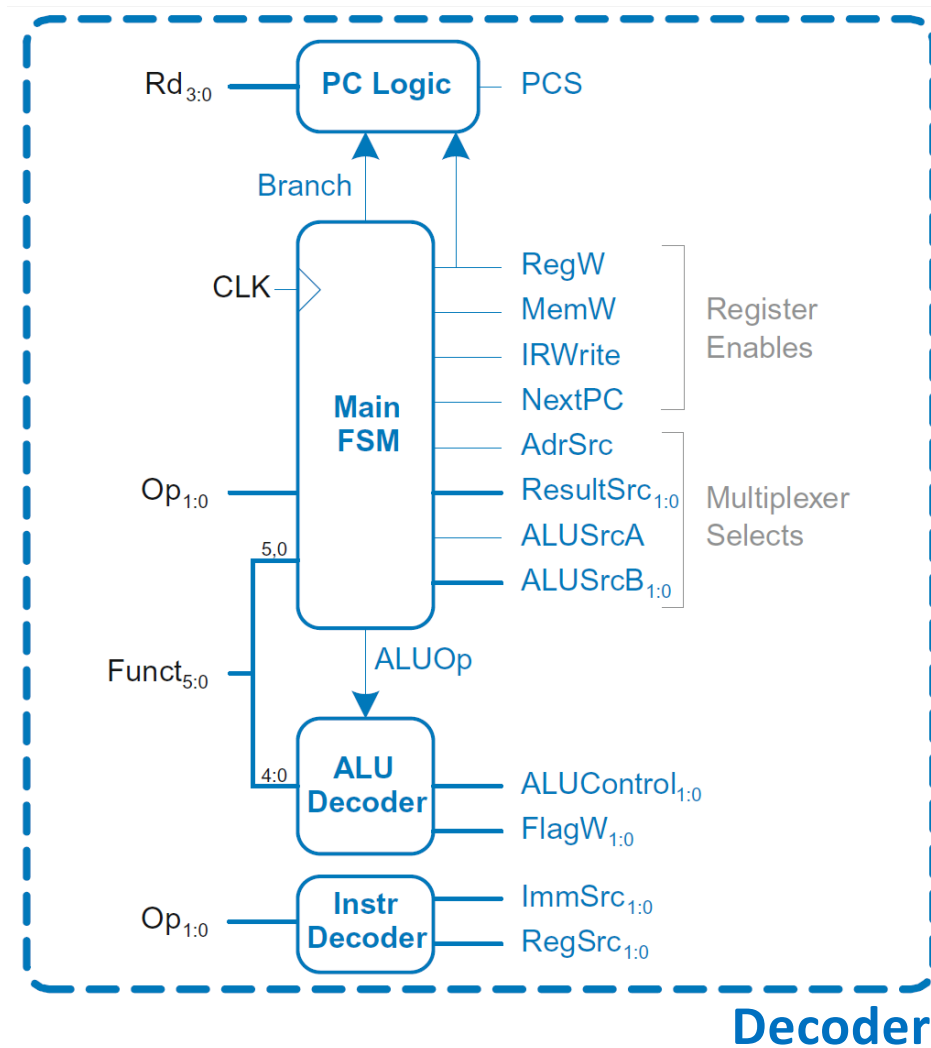 Rd3:0
PC Logic
PCS
Branch
CLK
RegW
MemW
IRWrite
NextPC
Register
Enables
Main
FSM
AdrSrc
Op1:0
ResultSrc1:0
ALUSrcA
ALUSrcB1:0
Multiplexer
Selects
5,0
ALUOp
Funct5:0
4:0
ALU
Decoder
ALUControl1:0
FlagW1:0
Op1:0
Instr
Decoder
ImmSrc1:0
RegSrc1:0
Decoder